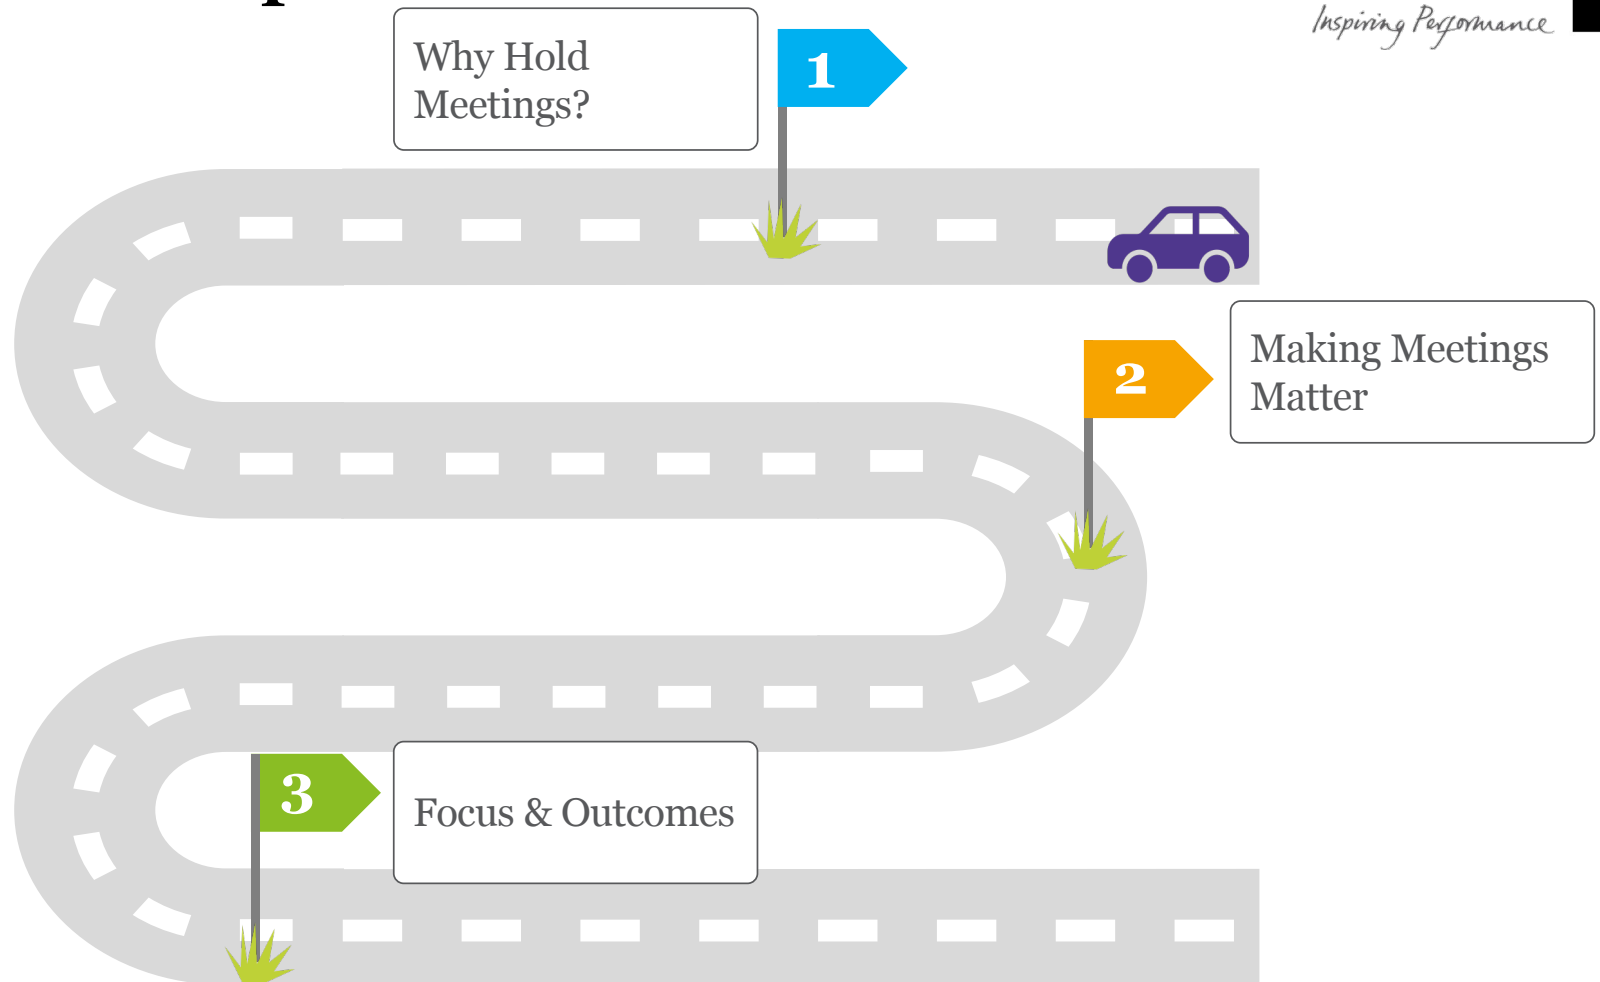 Inspiring Performance
Why Hold
Meetings?
1
2
Making Meetings
Matter
3
Focus & Outcomes